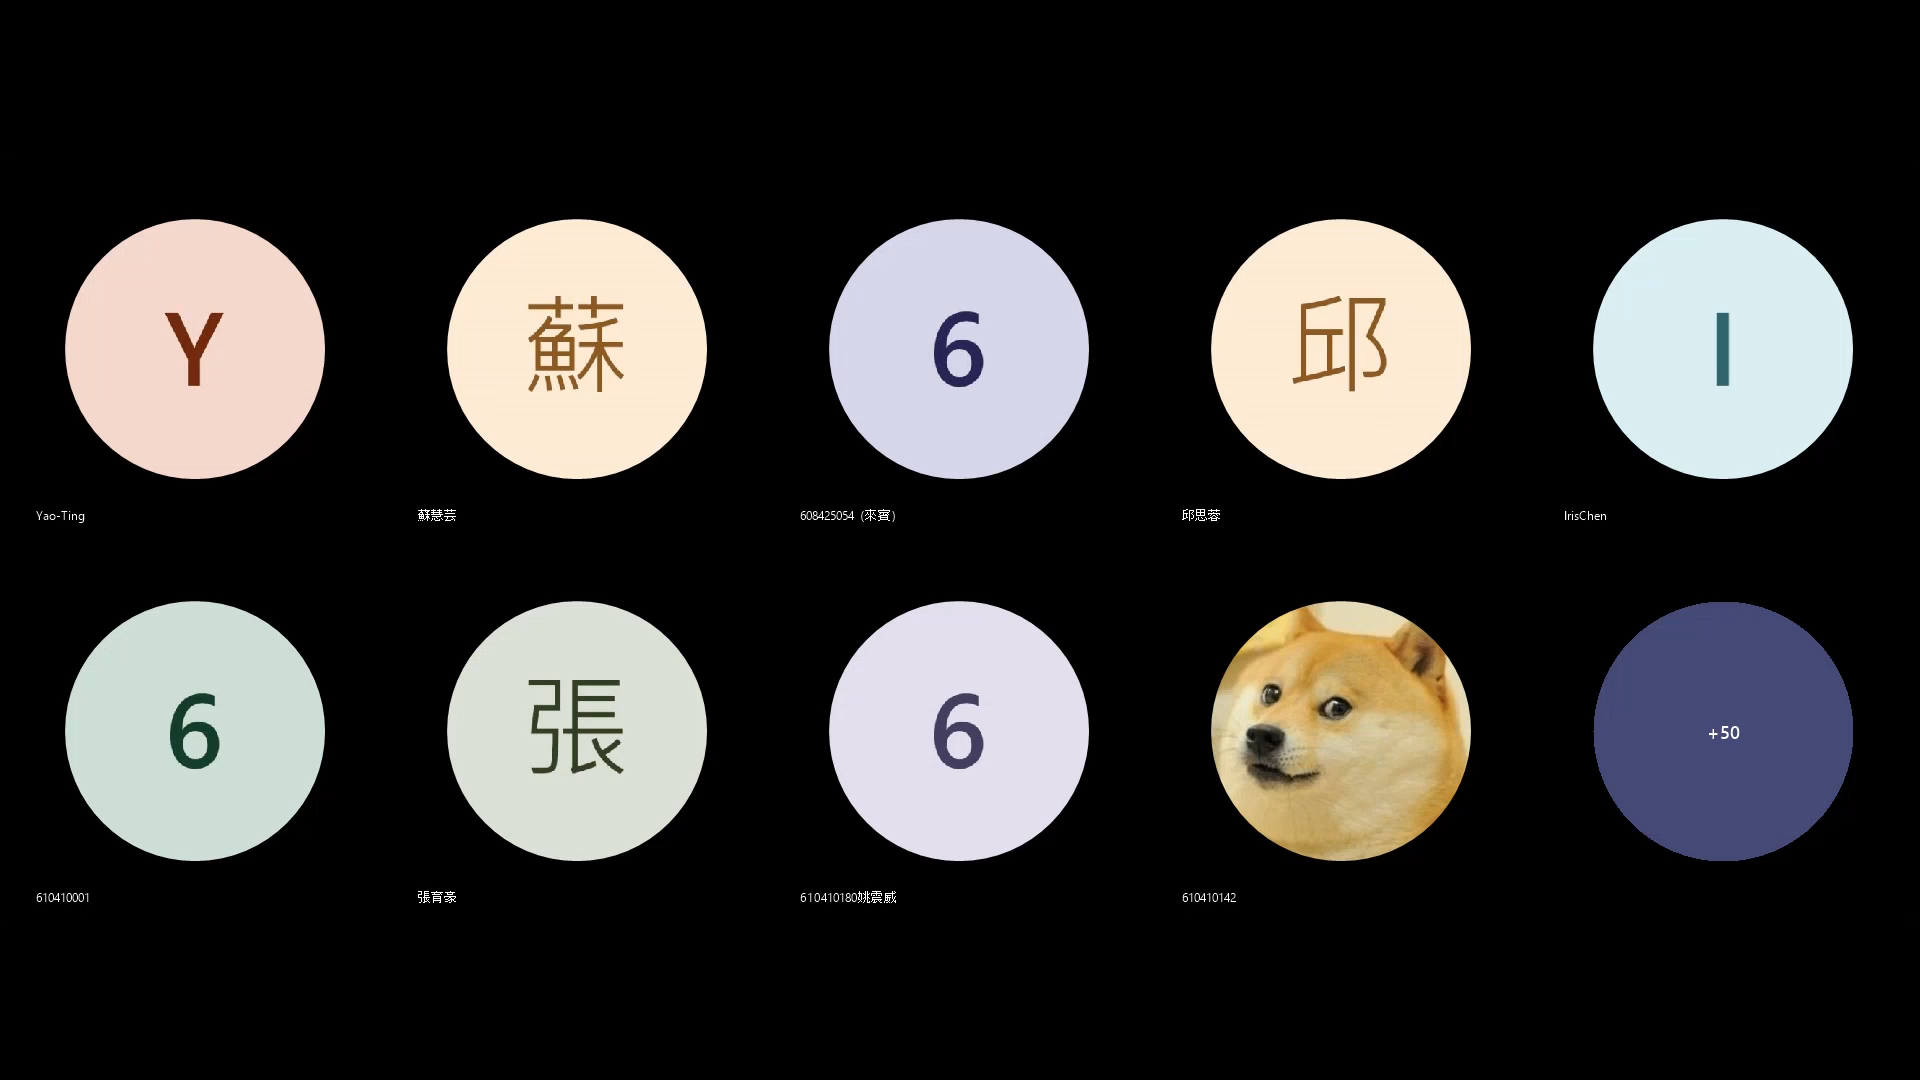 Y
蘇
6
邱
I
Yao-Ting
蘇慧芸
608425054 (來賓)
邱思蓉
IrisChen
6
張
6
+50
610410001
張育豪
610410180姚震威
610410142